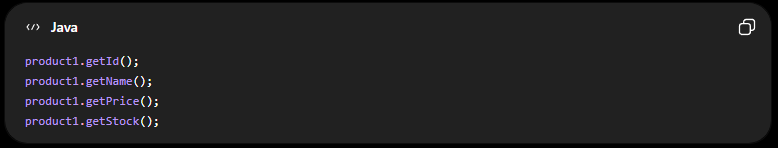 Java
product1.getId();
product1.getName();
product1.getPrice();
product1.getStock();